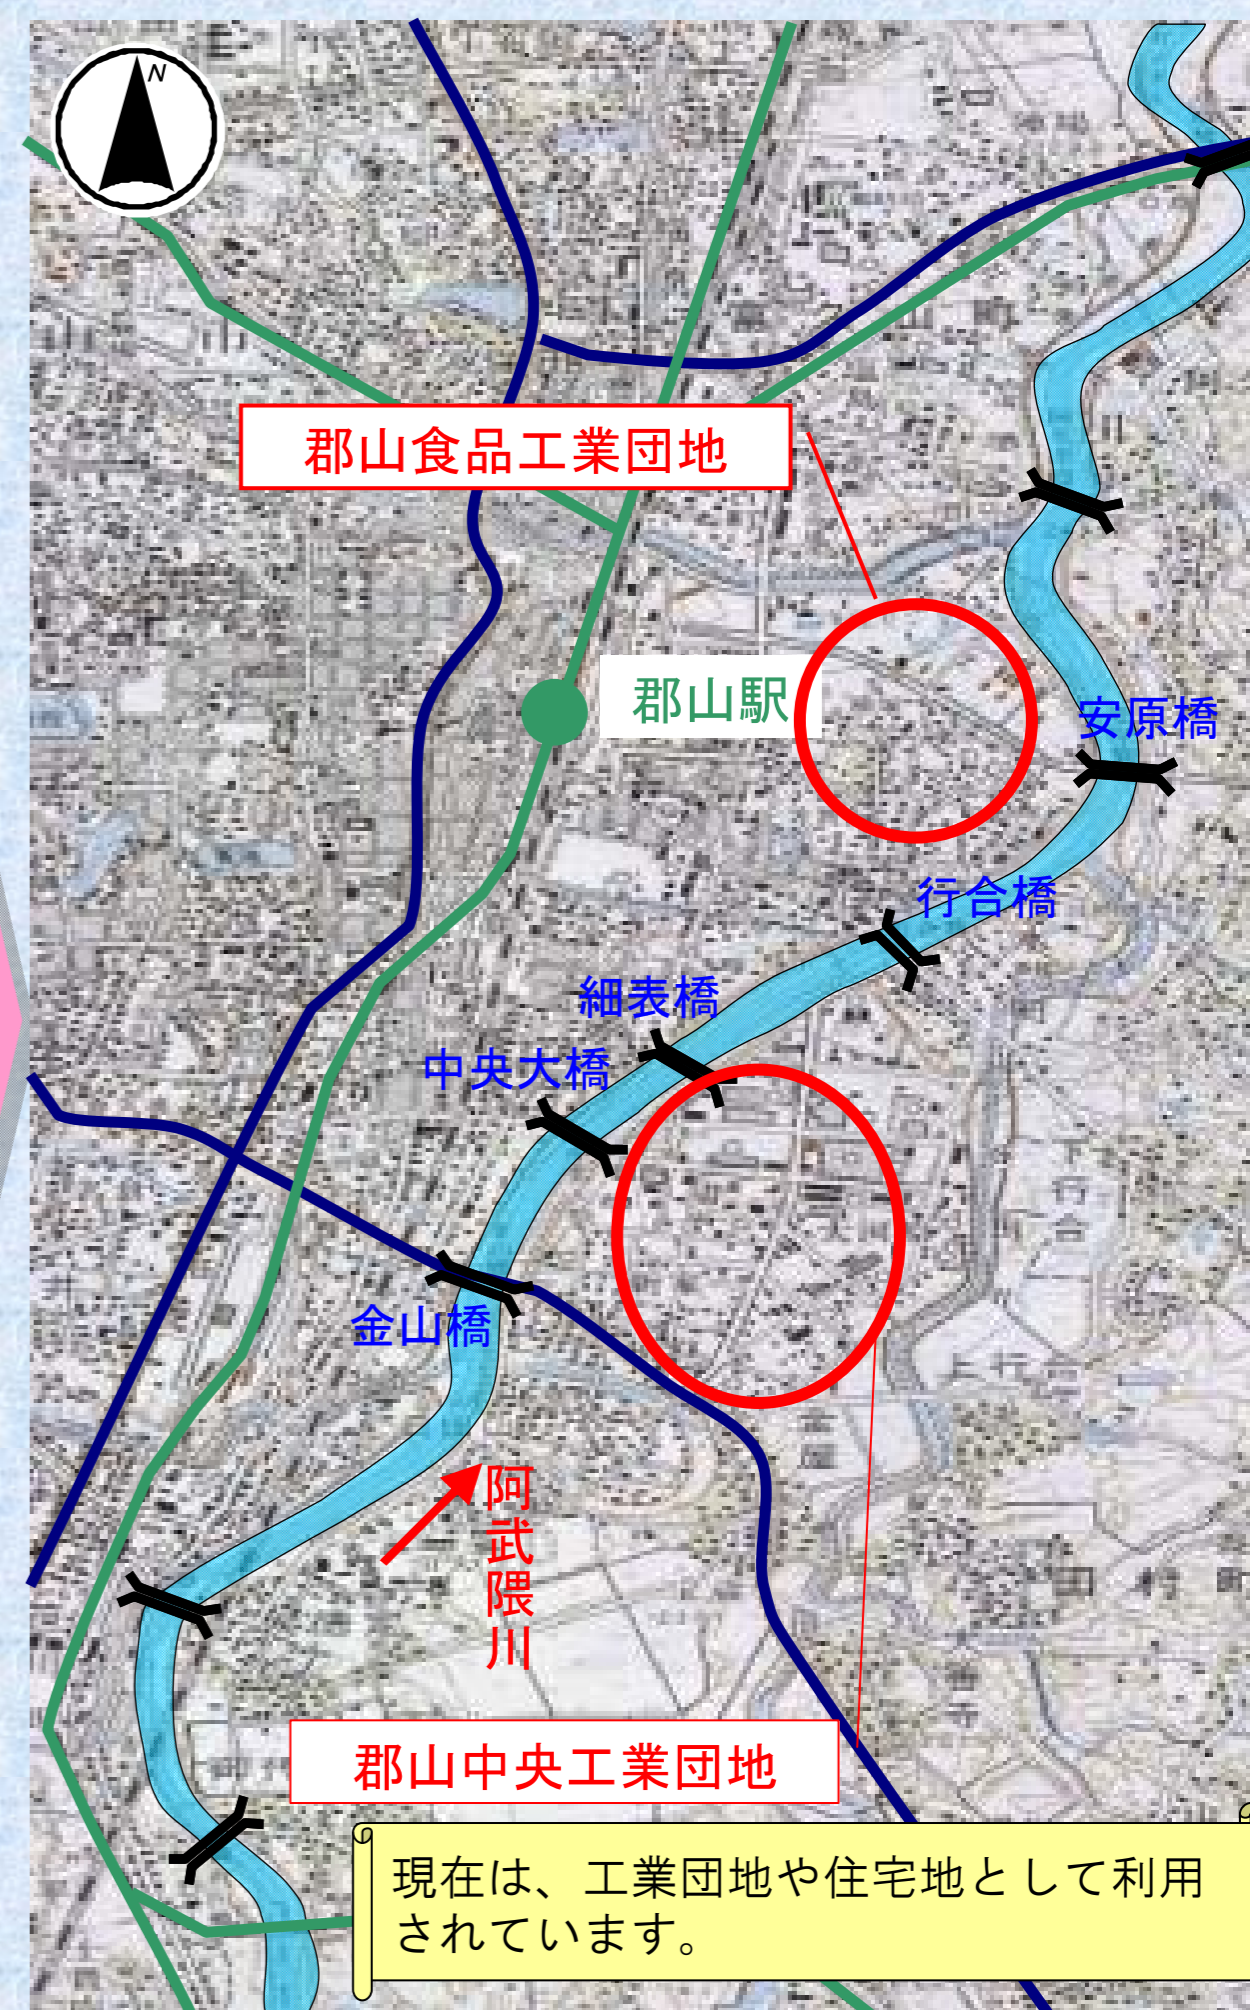 N
郡山食品工業団地
郡山駅
安原橋
行合橋
細表橋
中央大橋
金山橋
阿武隈川
郡山中央工業団地
現在は、工業団地や住宅地として利用
されています。